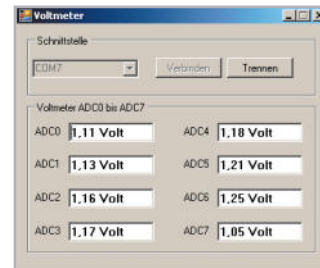 Voltmeter
Schnittstelle
COM7 Verbinden Trennen
Voltmeter ADC0 bis ADC7
ADC0 1,11 Volt ADC4 1,18 Volt
ADC1 1,13 Volt ADC5 1,21 Volt
ADC2 1,16 Volt ADC6 1,25 Volt
ADC3 1,17 Volt ADC7 1,05 Volt